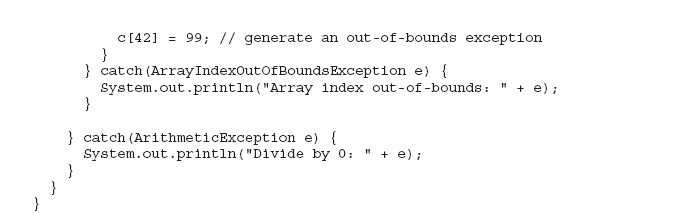 c[42] = 99; // generate an out-of-bounds exception
}
} catch(ArrayIndexOutOfBoundsException e) {
System.out.println("Array index out-of-bounds: " + e);
}
} catch(ArithmeticException e) {
System.out.println("Divide by 0: " + e);
}
}
}